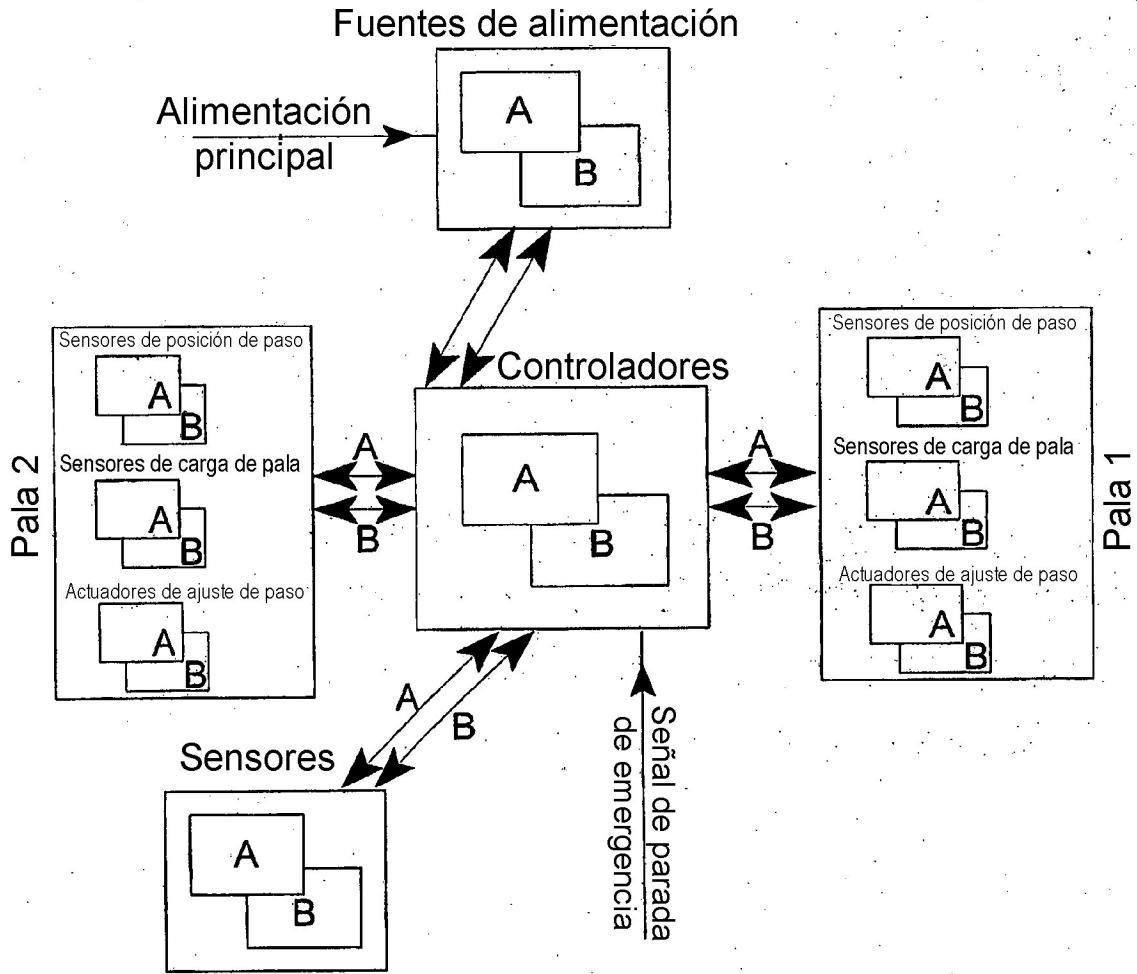 Fuentes de alimentación
A
B
Alimentación
principal
Controladores
A
B
Pala 2
Sensores de posición de paso
A
B
Sensores de carga de pala
A
B
Actuadores de ajuste de paso
A
B
A
B
A
B
Pala 1
Sensores de posición de paso
A
B
Sensores de carga de pala
A
B
Actuadores de ajuste de paso
A
B
A
B
Sensores
A
B
Señal de parada
de emergencia